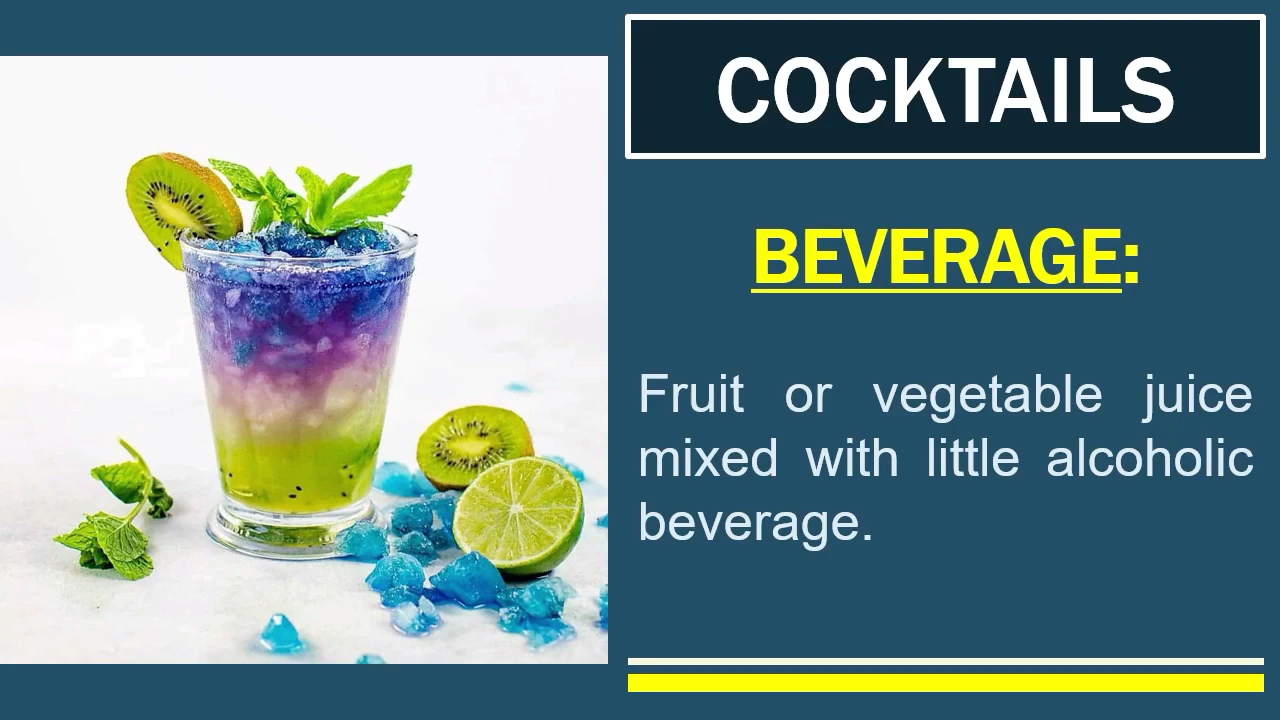 COCKTAILS
BEVERAGE:
Fruit or vegetable juice
mixed with little alcoholic
beverage.